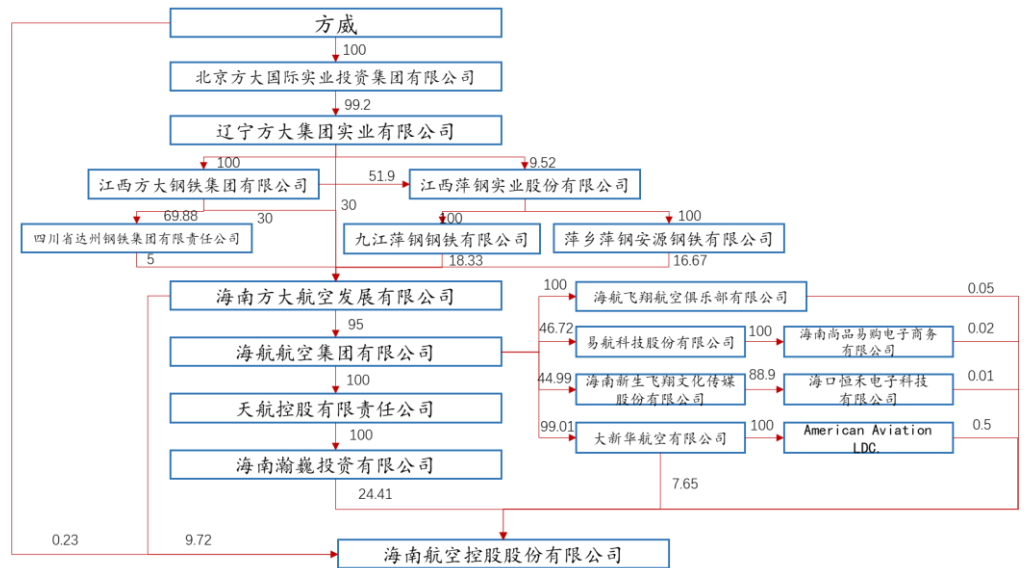 方威
100
北京方大国际实业投资集团有限公司
99.2
辽宁方大集团实业有限公司
100
9.52
江西方大钢铁集团有限公司
51.9
江西萍钢实业股份有限公司
69.88
30
30
100
100
四川省达州钢铁集团有限责任公司
九江萍钢钢铁有限公司
萍乡萍钢安源钢铁有限公司
5
18.33
16.67
海南方大航空发展有限公司
100
海航飞翔航空俱乐部有限公司
0.05
95
46.72
易航科技股份有限公司
100
海南尚品易购电子商务
有限公司
0.02
海航航空集团有限公司
100
44.99
海南新生飞翔文化传媒
股份有限公司
88.9
海口恒禾电子科技
有限公司
0.01
天航控股有限责任公司
100
99.01
大新华航空有限公司
100
American Aviation
LDC.
0.5
海南瀚巍投资有限公司
24.41
7.65
0.23
9.72
海南航空控股股份有限公司